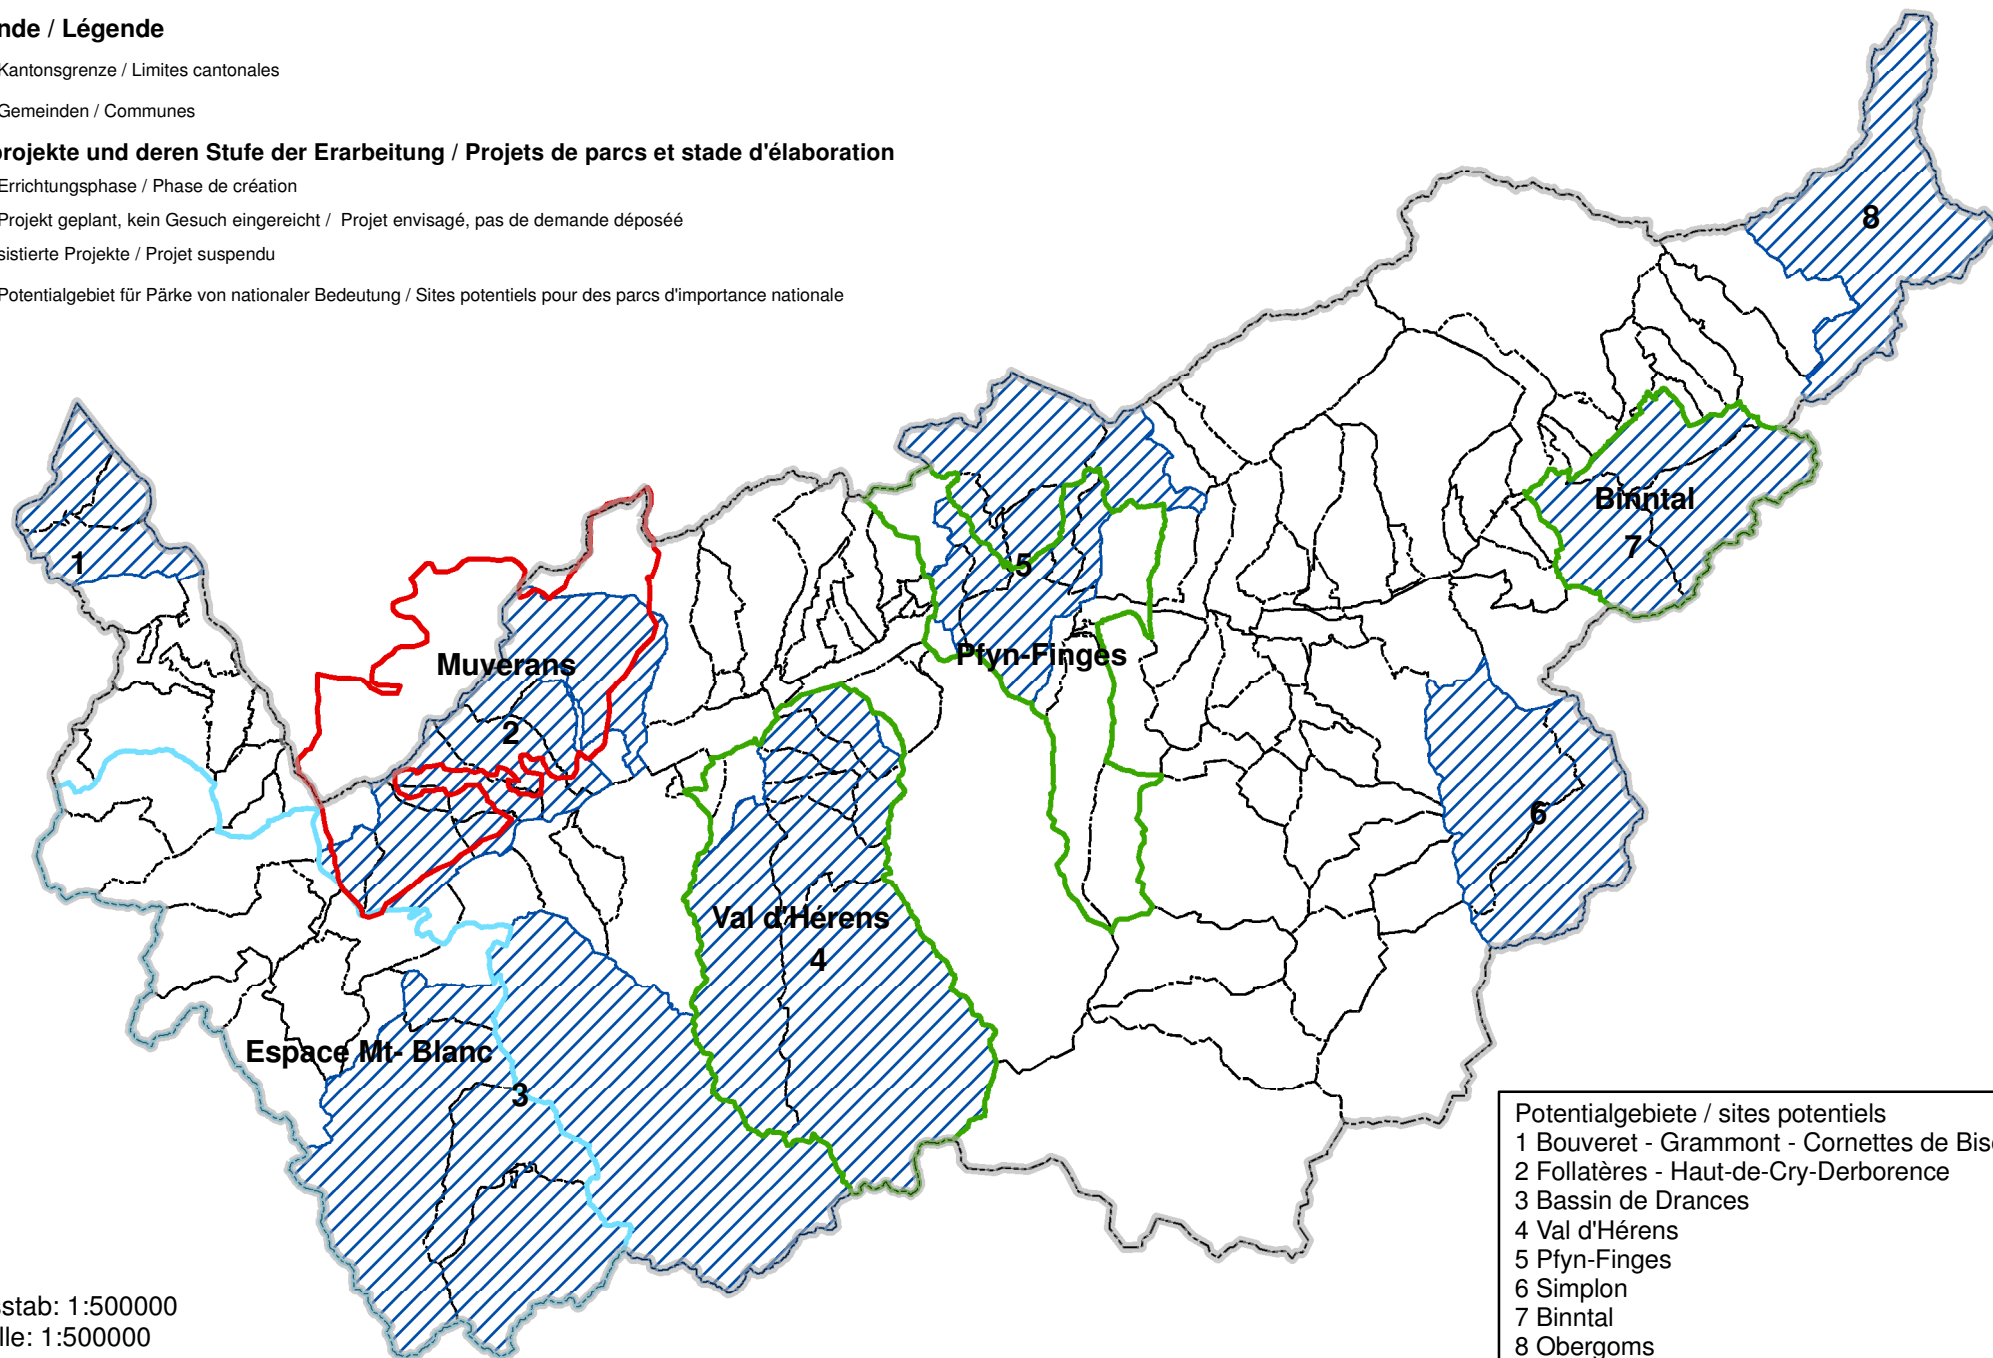 nde / Légende
Kantonsgrenze / Limites cantonales
Gemeinden / Communes
projekte und deren Stufe der Erarbeitung / Projets de parcs et stade d'élaboration
Errichtungsphase / Phase de création
Projekt geplant, kein Gesuch eingereicht / Projet envisagé, pas de demande déposéé
sistierte Projekte / Projet suspendu
Potentialgebiet für Pärke von nationaler Bedeutung / Sites potentiels pour des parcs d'importance nationale
8
Binntal
7
1
5
Pfyn-Finges
Muverans
2
6
Val d'Hérens
4
Espace Mt- Blanc
3
Potentialgebiete / sites potentiels
1 Bouveret - Grammont - Cornettes de Bis
2 Follatères - Haut-de-Cry-Derborence
3 Bassin de Drances
4 Val d'Hérens
5 Pfyn-Finges
6 Simplon
7 Binntal
8 Obergoms
stab: 1:500000
lle: 1:500000